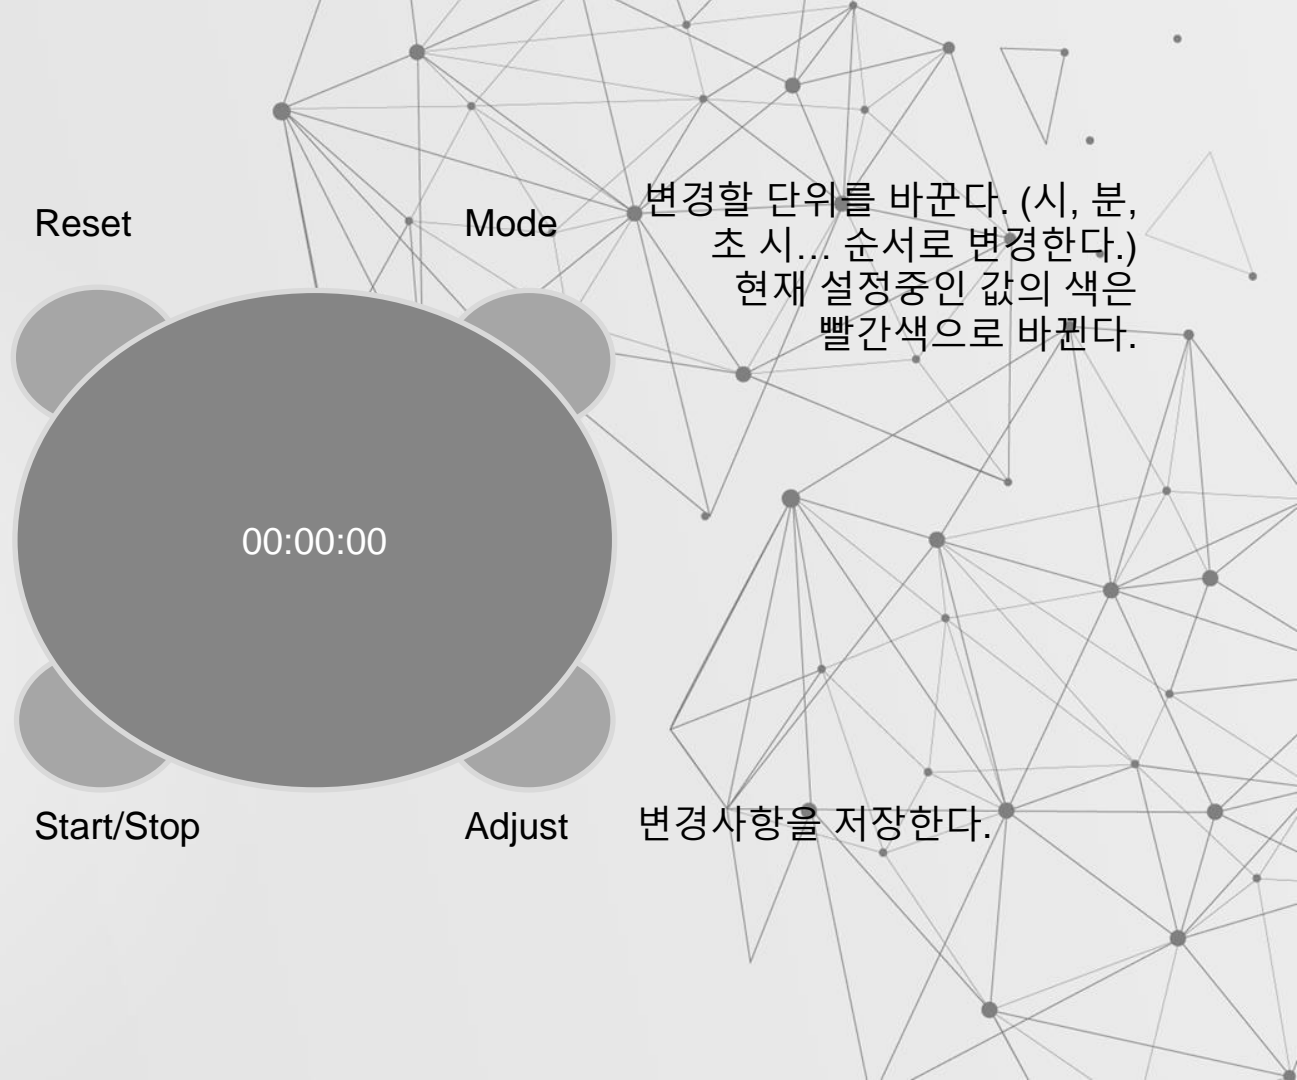 Reset
Mode
변경할 단위를 바꾼다. (시, 분,
초 시… 순서로 변경한다.)
현재 설정중인 값의 색은
빨간색으로 바뀐다.
00:00:00
Start/Stop
Adjust
변경사항을 저장한다.